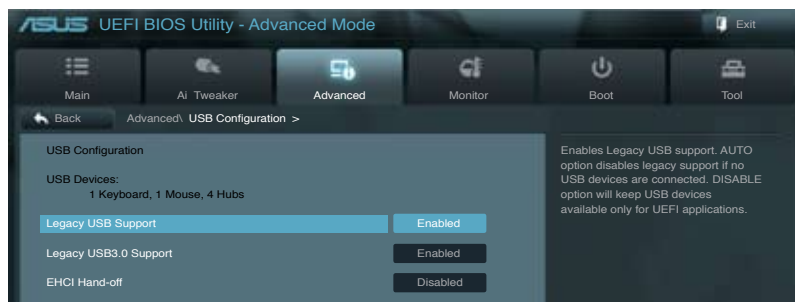 ASUS UEFI BIOS Utility - Advanced Mode
Exit
Main
Ai Tweaker
Advanced
Monitor
Boot
Tool
Back
Advanced\ USB Configuration >
USB Configuration
USB Devices:
1 Keyboard, 1 Mouse, 4 Hubs
Legacy USB Support Enabled
Legacy USB3.0 Support Enabled
EHCI Hand-off Disabled
Enables Legacy USB support. AUTO
option disables legacy support if no
USB devices are connected. DISABLE
option will keep USB devices
available only for UEFI applications.